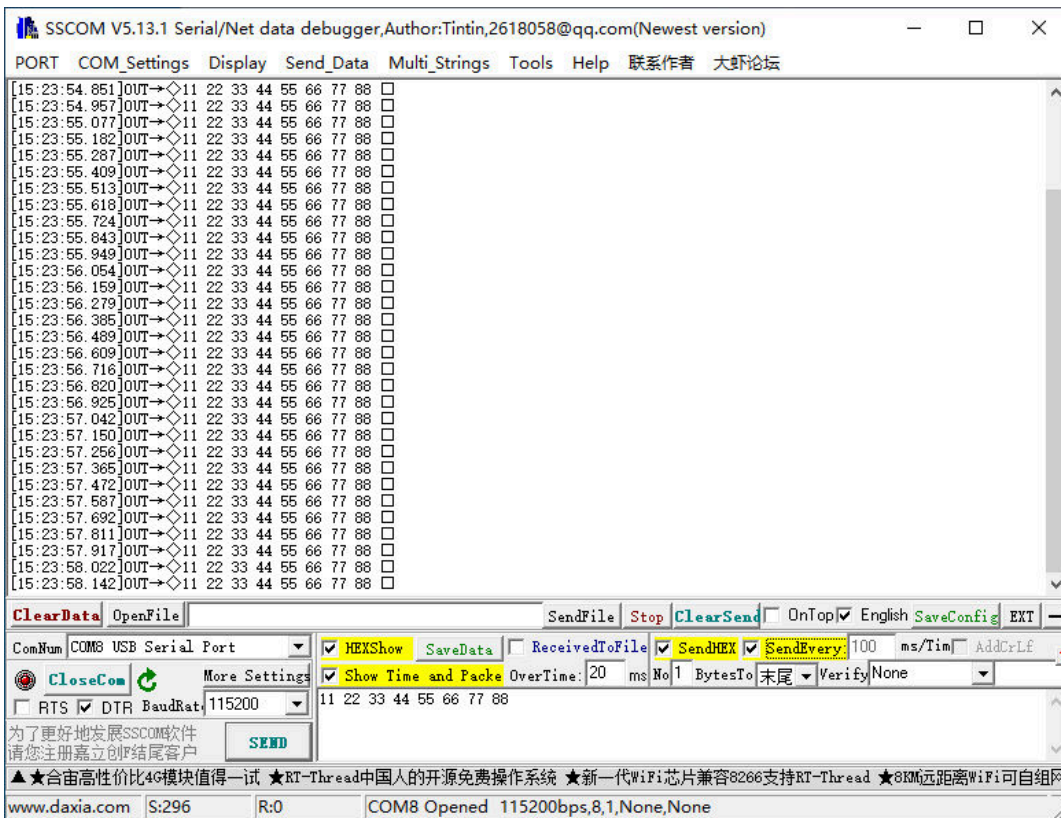 SSCOM V5.13.1 Serial/Net data debugger,Author:Tintin,2618058@qq.com(Newest version)
PORT COM_Settings Display Send_Data Multi_Strings Tools Help 联系作者 大虾论坛
[15:23:54.851]OUT→◇11 22 33 44 55 66 77 88 □
[15:23:54.957]OUT→◇11 22 33 44 55 66 77 88 □
[15:23:55.077]OUT→◇11 22 33 44 55 66 77 88 □
[15:23:55.182]OUT→◇11 22 33 44 55 66 77 88 □
[15:23:55.287]OUT→◇11 22 33 44 55 66 77 88 □
[15:23:55.409]OUT→◇11 22 33 44 55 66 77 88 □
[15:23:55.513]OUT→◇11 22 33 44 55 66 77 88 □
[15:23:55.618]OUT→◇11 22 33 44 55 66 77 88 □
[15:23:55.724]OUT→◇11 22 33 44 55 66 77 88 □
[15:23:55.843]OUT→◇11 22 33 44 55 66 77 88 □
[15:23:55.949]OUT→◇11 22 33 44 55 66 77 88 □
[15:23:56.054]OUT→◇11 22 33 44 55 66 77 88 □
[15:23:56.159]OUT→◇11 22 33 44 55 66 77 88 □
[15:23:56.279]OUT→◇11 22 33 44 55 66 77 88 □
[15:23:56.385]OUT→◇11 22 33 44 55 66 77 88 □
[15:23:56.489]OUT→◇11 22 33 44 55 66 77 88 □
[15:23:56.609]OUT→◇11 22 33 44 55 66 77 88 □
[15:23:56.716]OUT→◇11 22 33 44 55 66 77 88 □
[15:23:56.820]OUT→◇11 22 33 44 55 66 77 88 □
[15:23:56.925]OUT→◇11 22 33 44 55 66 77 88 □
[15:23:57.042]OUT→◇11 22 33 44 55 66 77 88 □
[15:23:57.150]OUT→◇11 22 33 44 55 66 77 88 □
[15:23:57.256]OUT→◇11 22 33 44 55 66 77 88 □
[15:23:57.365]OUT→◇11 22 33 44 55 66 77 88 □
[15:23:57.472]OUT→◇11 22 33 44 55 66 77 88 □
[15:23:57.587]OUT→◇11 22 33 44 55 66 77 88 □
[15:23:57.692]OUT→◇11 22 33 44 55 66 77 88 □
[15:23:57.811]OUT→◇11 22 33 44 55 66 77 88 □
[15:23:57.917]OUT→◇11 22 33 44 55 66 77 88 □
[15:23:58.022]OUT→◇11 22 33 44 55 66 77 88 □
[15:23:58.142]OUT→◇11 22 33 44 55 66 77 88 □
ClearData OpenFile SendFile Stop ClearSend OnTop English SaveConfig EXT
ComNum COM8 USB Serial Port HEXShow SaveData ReceivedToFile SendHEX SendEvery: 100 ms/Tim AddCrLf
CloseCom More Settings Show Time and Packe OverTime: 20 ms No 1 BytesTo 末尾 Verify None
RTS DTR BaudRat 115200 11 22 33 44 55 66 77 88
为了更好地发展SSCOM软件
请您注册嘉立创F结尾客户
SEND
▲★合宙高性价比4G模块值得一试 ★RT-Thread中国人的开源免费操作系统 ★新一代WiFi芯片兼容8266支持RT-Thread ★8KM远距离WiFi可自组网
www.daxia.com S:296 R:0 COM8 Opened 115200bps,8,1,None,None